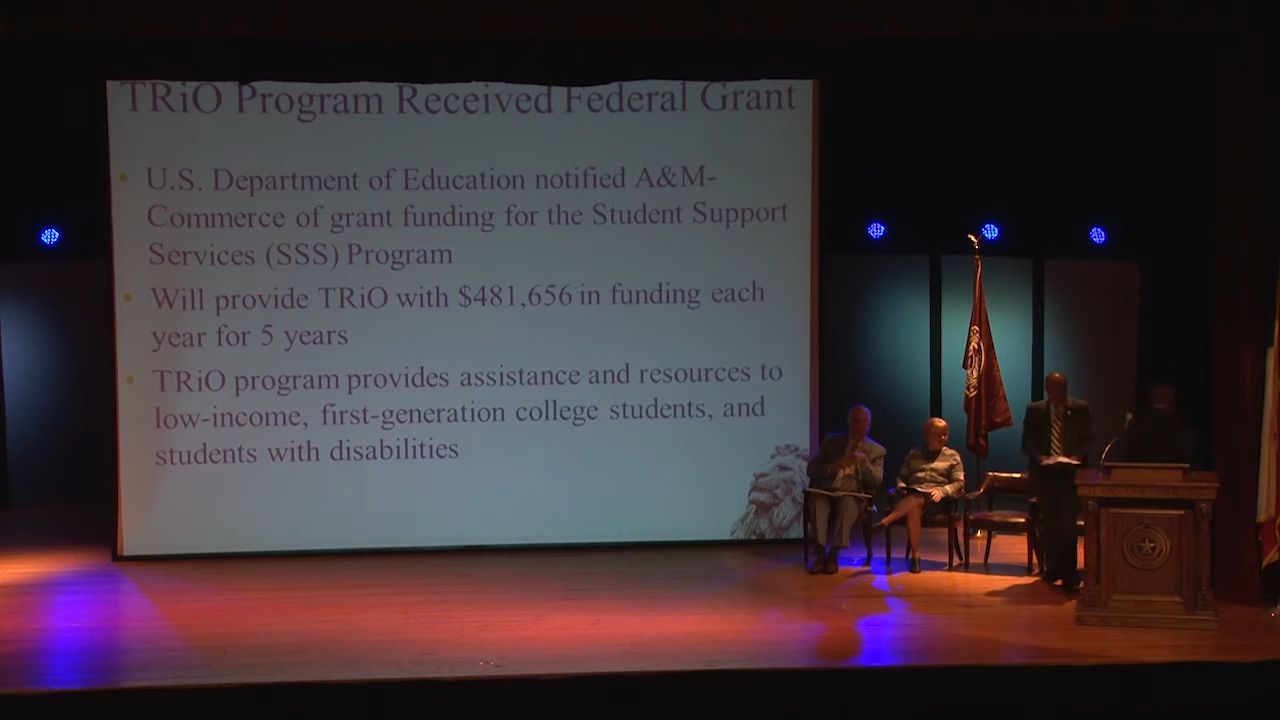 TRiO Program Received Federal Grant
• U.S. Department of Education notified A&M-
Commerce of grant funding for the Student Support
Services (SSS) Program
• Will provide TRiO with $481,656 in funding each
year for 5 years
• TRiO program provides assistance and resources to
low-income, first-generation college students, and
students with disabilities